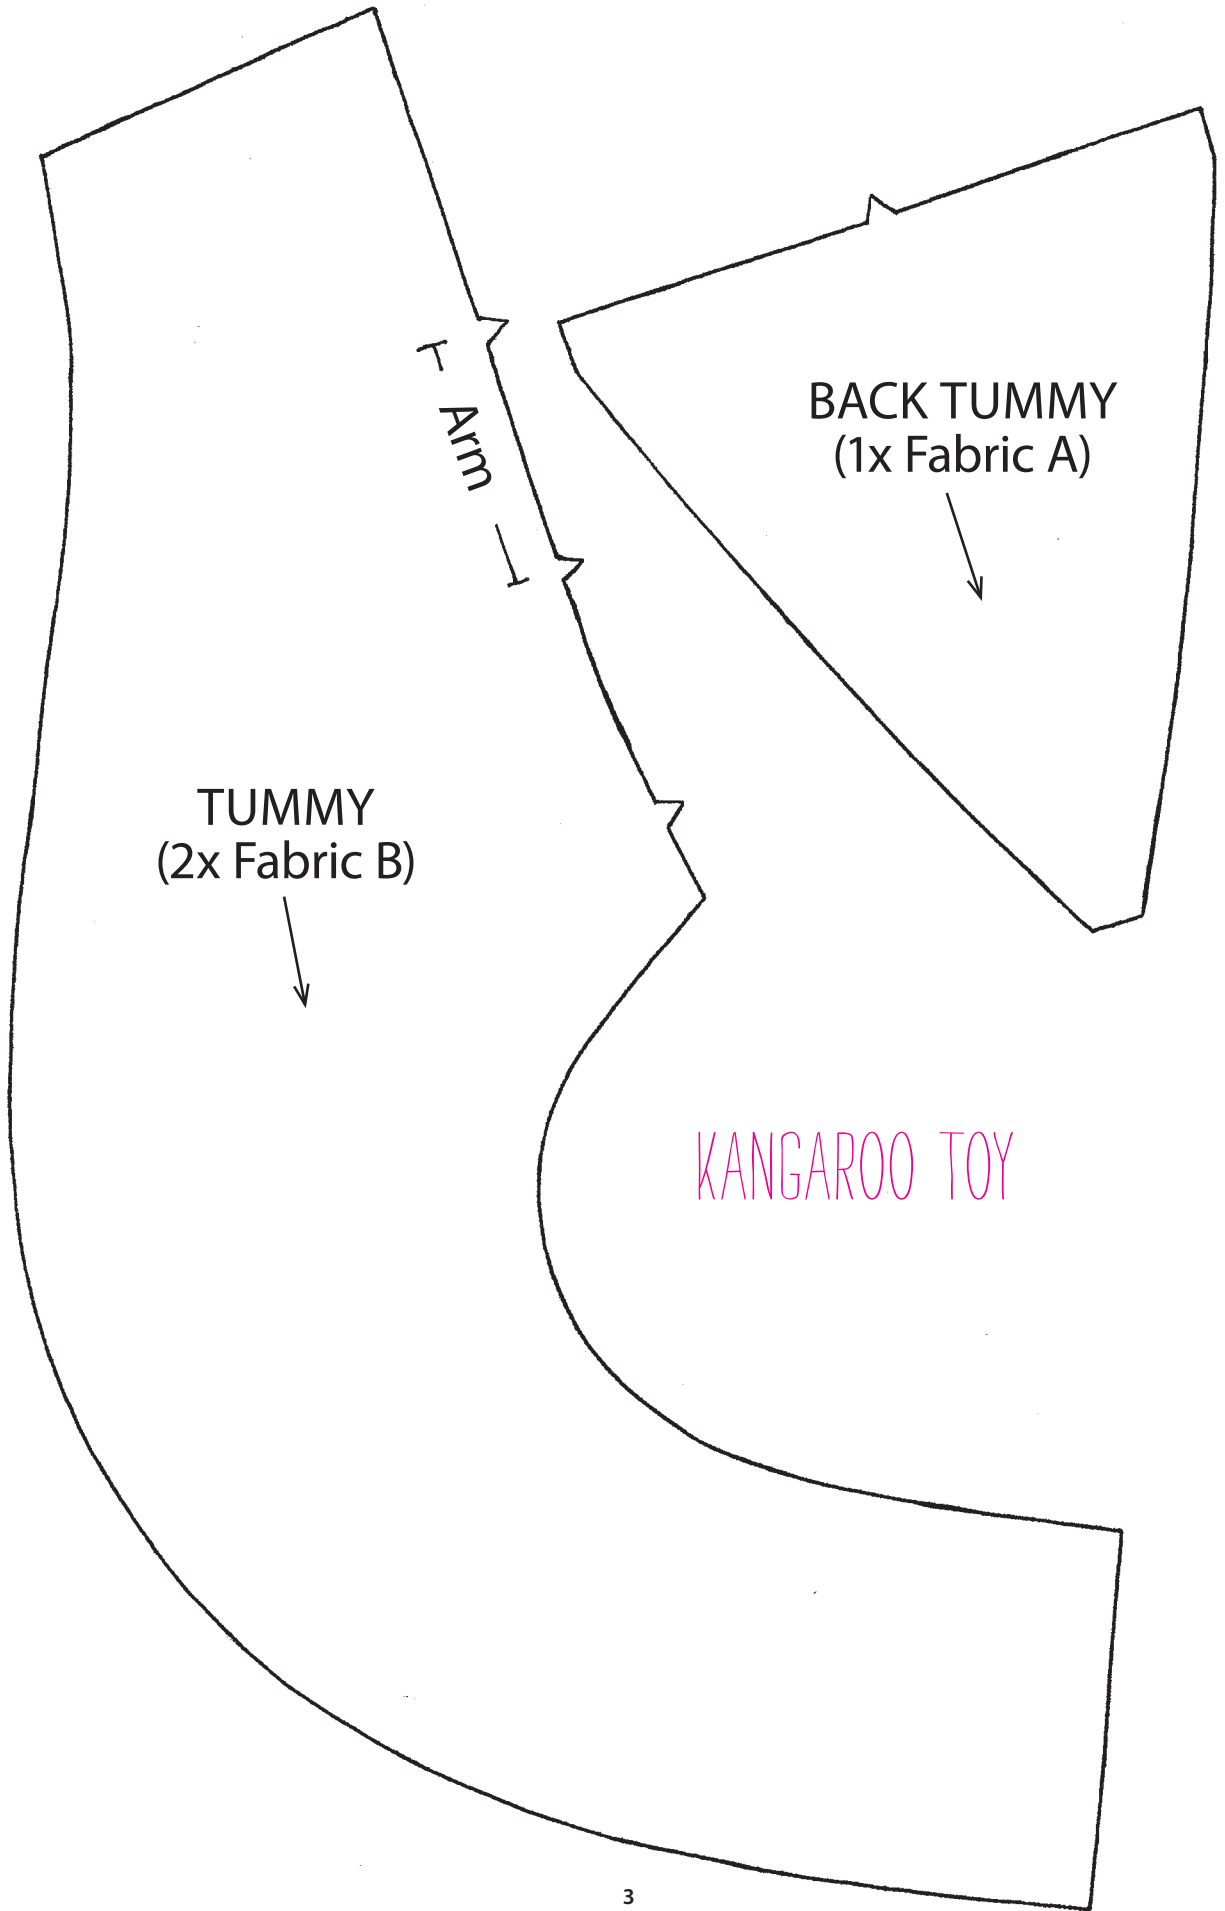 BACK TUMMY
(1x Fabric A)
Arm
TUMMY
(2x Fabric B)
KANGAROO TOY
3